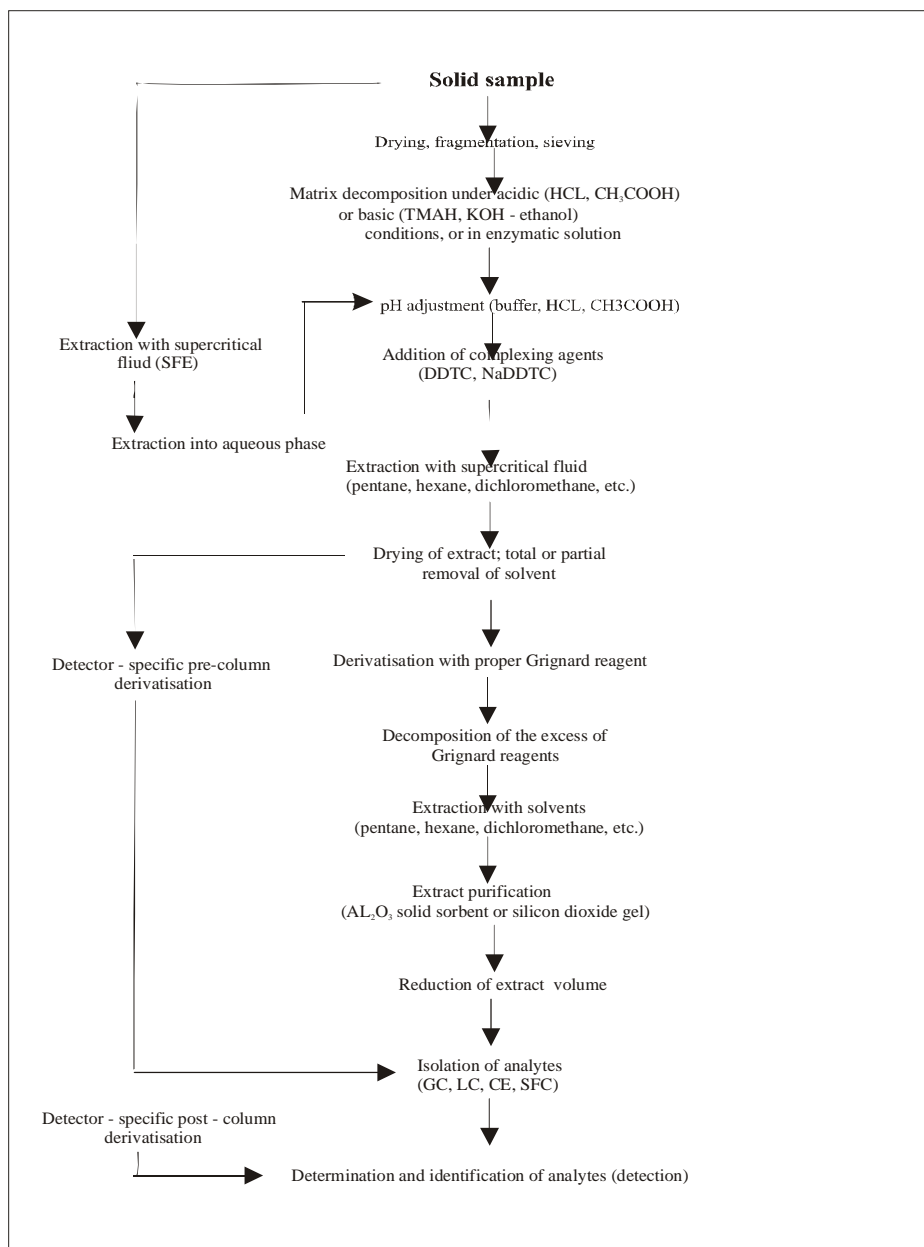 Solid sample
Drying, fragmentation, sieving
Matrix decomposition under acidic (HCL, CH₃COOH)
or basic (TMAH, KOH - ethanol)
conditions, or in enzymatic solution
pH adjustment (buffer, HCL, CH3COOH)
Extraction with supercritical
fliud (SFE)
Addition of complexing agents
(DDTC, NaDDTC)
Extraction into aqueous phase
Extraction with supercritical fluid
(pentane, hexane, dichloromethane, etc.)
Drying of extract; total or partial
removal of solvent
Detector - specific pre-column
derivatisation
Derivatisation with proper Grignard reagent
Decomposition of the excess of
Grignard reagents
Extraction with solvents
(pentane, hexane, dichloromethane, etc.)
Extract purification
(AL₂O₃ solid sorbent or silicon dioxide gel)
Reduction of extract volume
Isolation of analytes
(GC, LC, CE, SFC)
Detector - specific post - column
derivatisation
Determination and identification of analytes (detection)